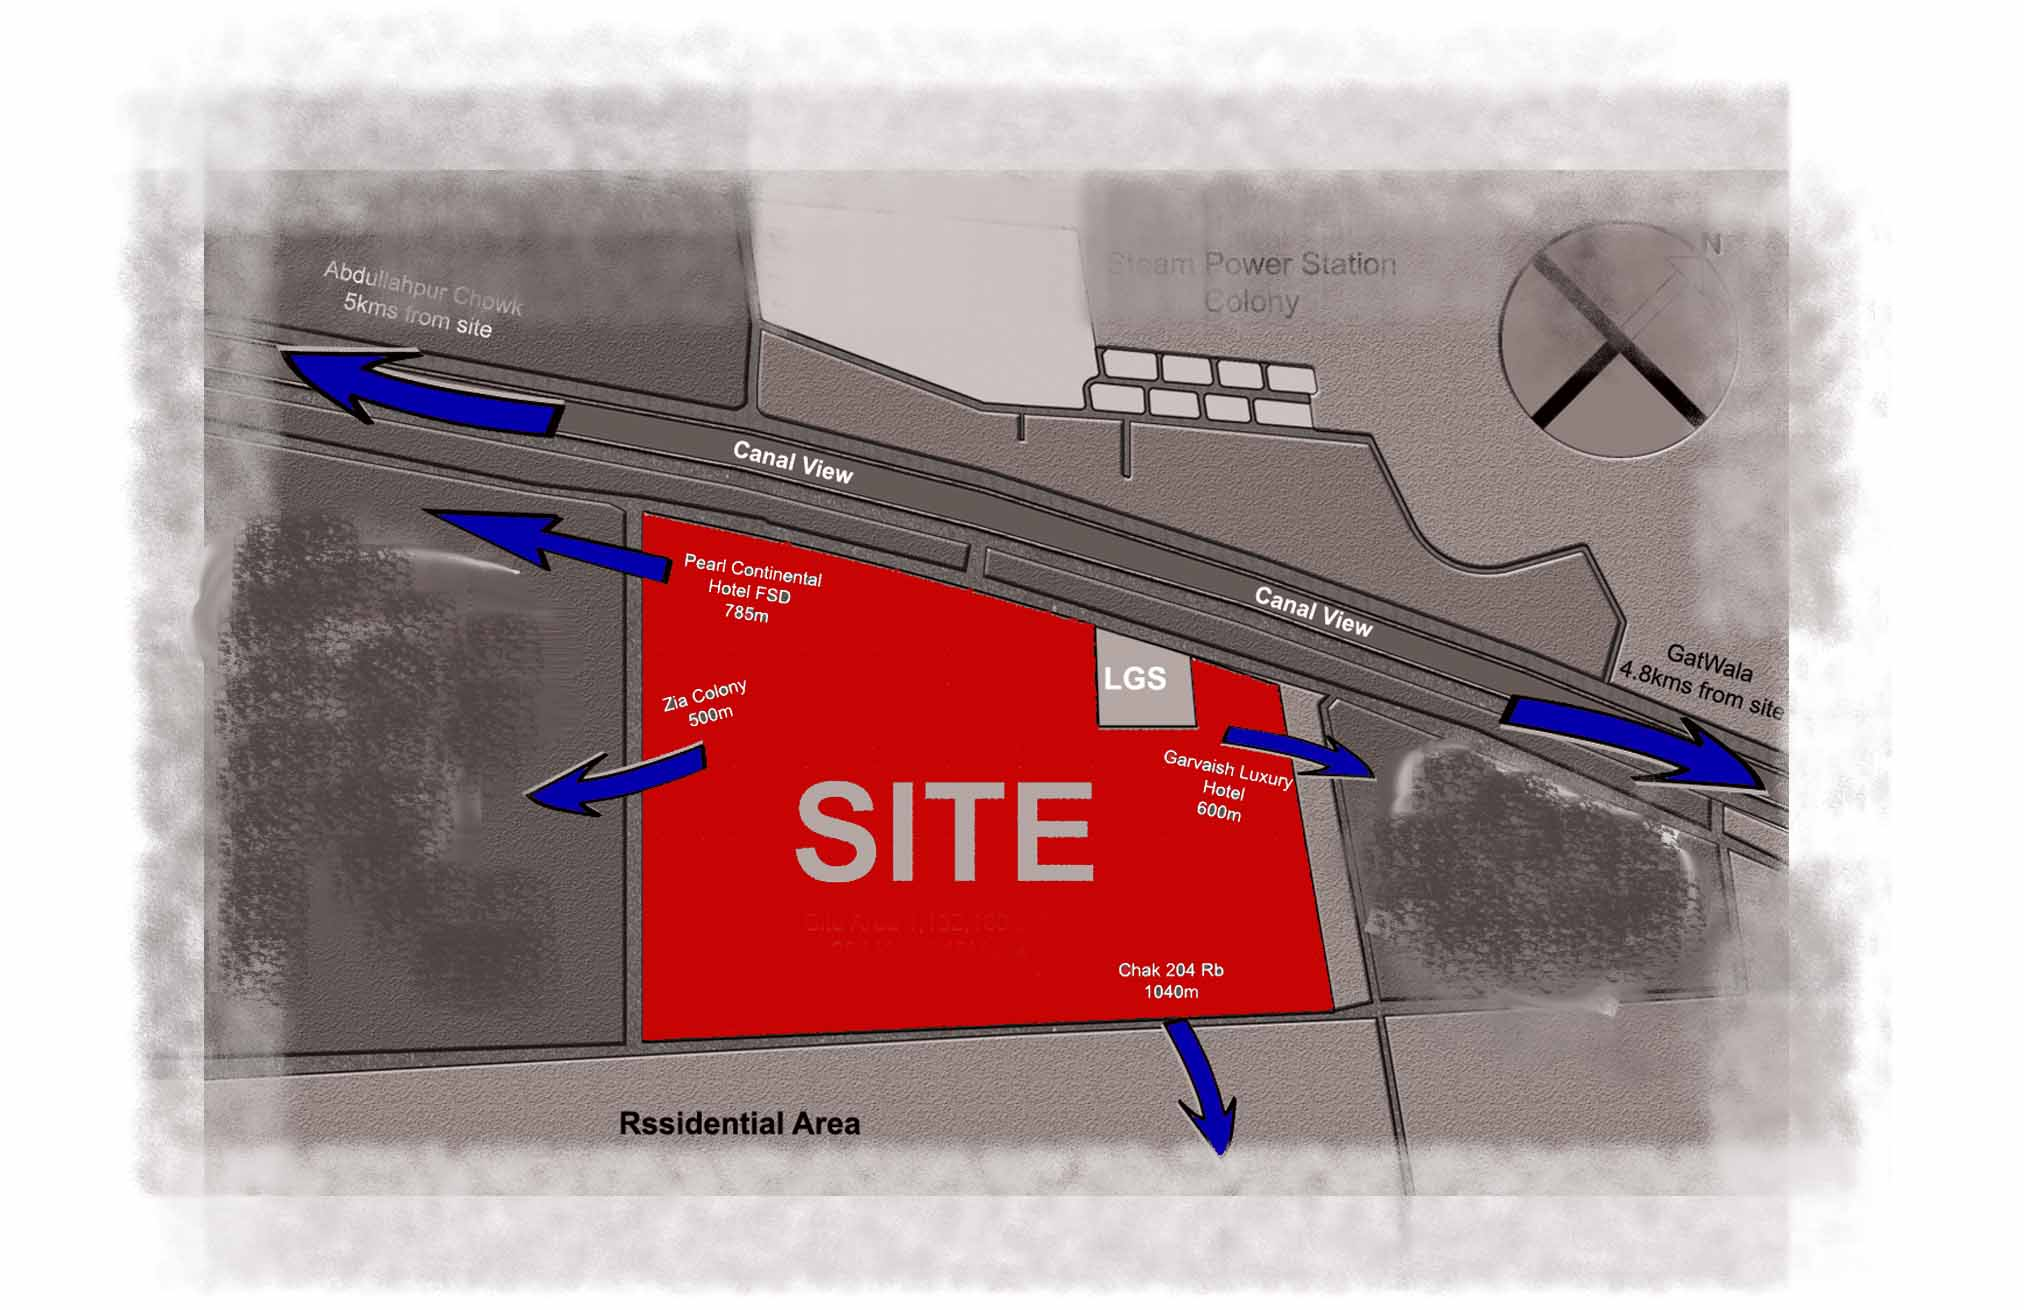 N
Steam Power Station
Colony
Abdullahpur Chowk
5kms from site
Canal View
Pearl Continental
Hotel FSD
785m
Canal View
GatWala
4.8kms from site
LGS
Zia Colony
500m
Garvaish Luxury
Hotel
600m
SITE
Chak 204 Rb
1040m
Rssidential Area